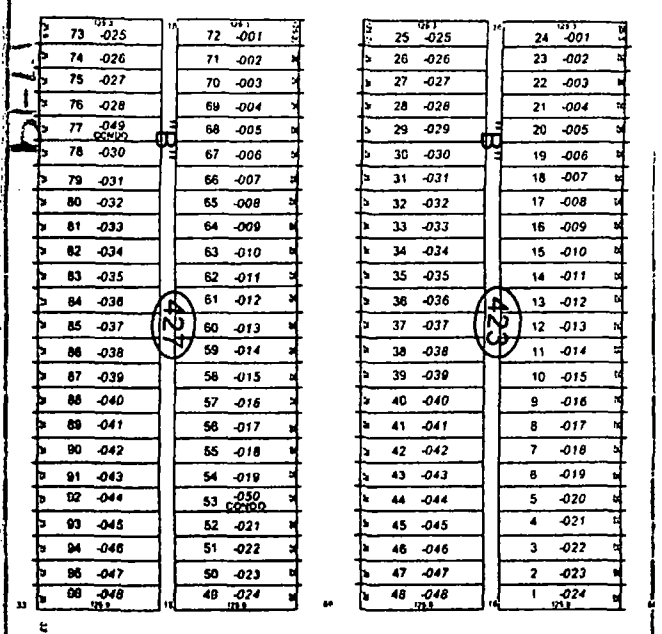 73 -025 72 -001 25 -025 24 -001
74 -026 71 -002 26 -026 23 -002
75 -027 70 -003 27 -027 22 -003
76 -028 69 -004 28 -028 21 -004
77 -049 68 -005 29 -029 20 -005
CONDO
"B" "B"
78 -030 67 -006 30 -030 19 -006
79 -031 66 -007 31 -031 18 -007
80 -032 65 -008 32 -032 17 -008
81 -033 64 -009 33 -033 16 -009
82 -034 63 -010 34 -034 15 -010
83 -035 62 -011 35 -035 14 -011
84 -036 61 -012 36 -036 13 -012
427 423
85 -037 60 -013 37 -037 12 -013
86 -038 59 -014 38 -038 11 -014
87 -039 58 -015 39 -039 10 -015
88 -040 57 -016 40 -040 9 -016
89 -041 56 -017 41 -041 8 -017
90 -042 55 -018 42 -042 7 -018
91 -043 54 -019 43 -043 6 -019
92 -044 53 -050 44 -044 5 -020
CONDO
93 -045 52 -021 45 -045 4 -021
94 -046 51 -022 46 -046 3 -022
95 -047 50 -023 47 -047 2 -023
96 -048 49 -024 48 -048 1 -024
33